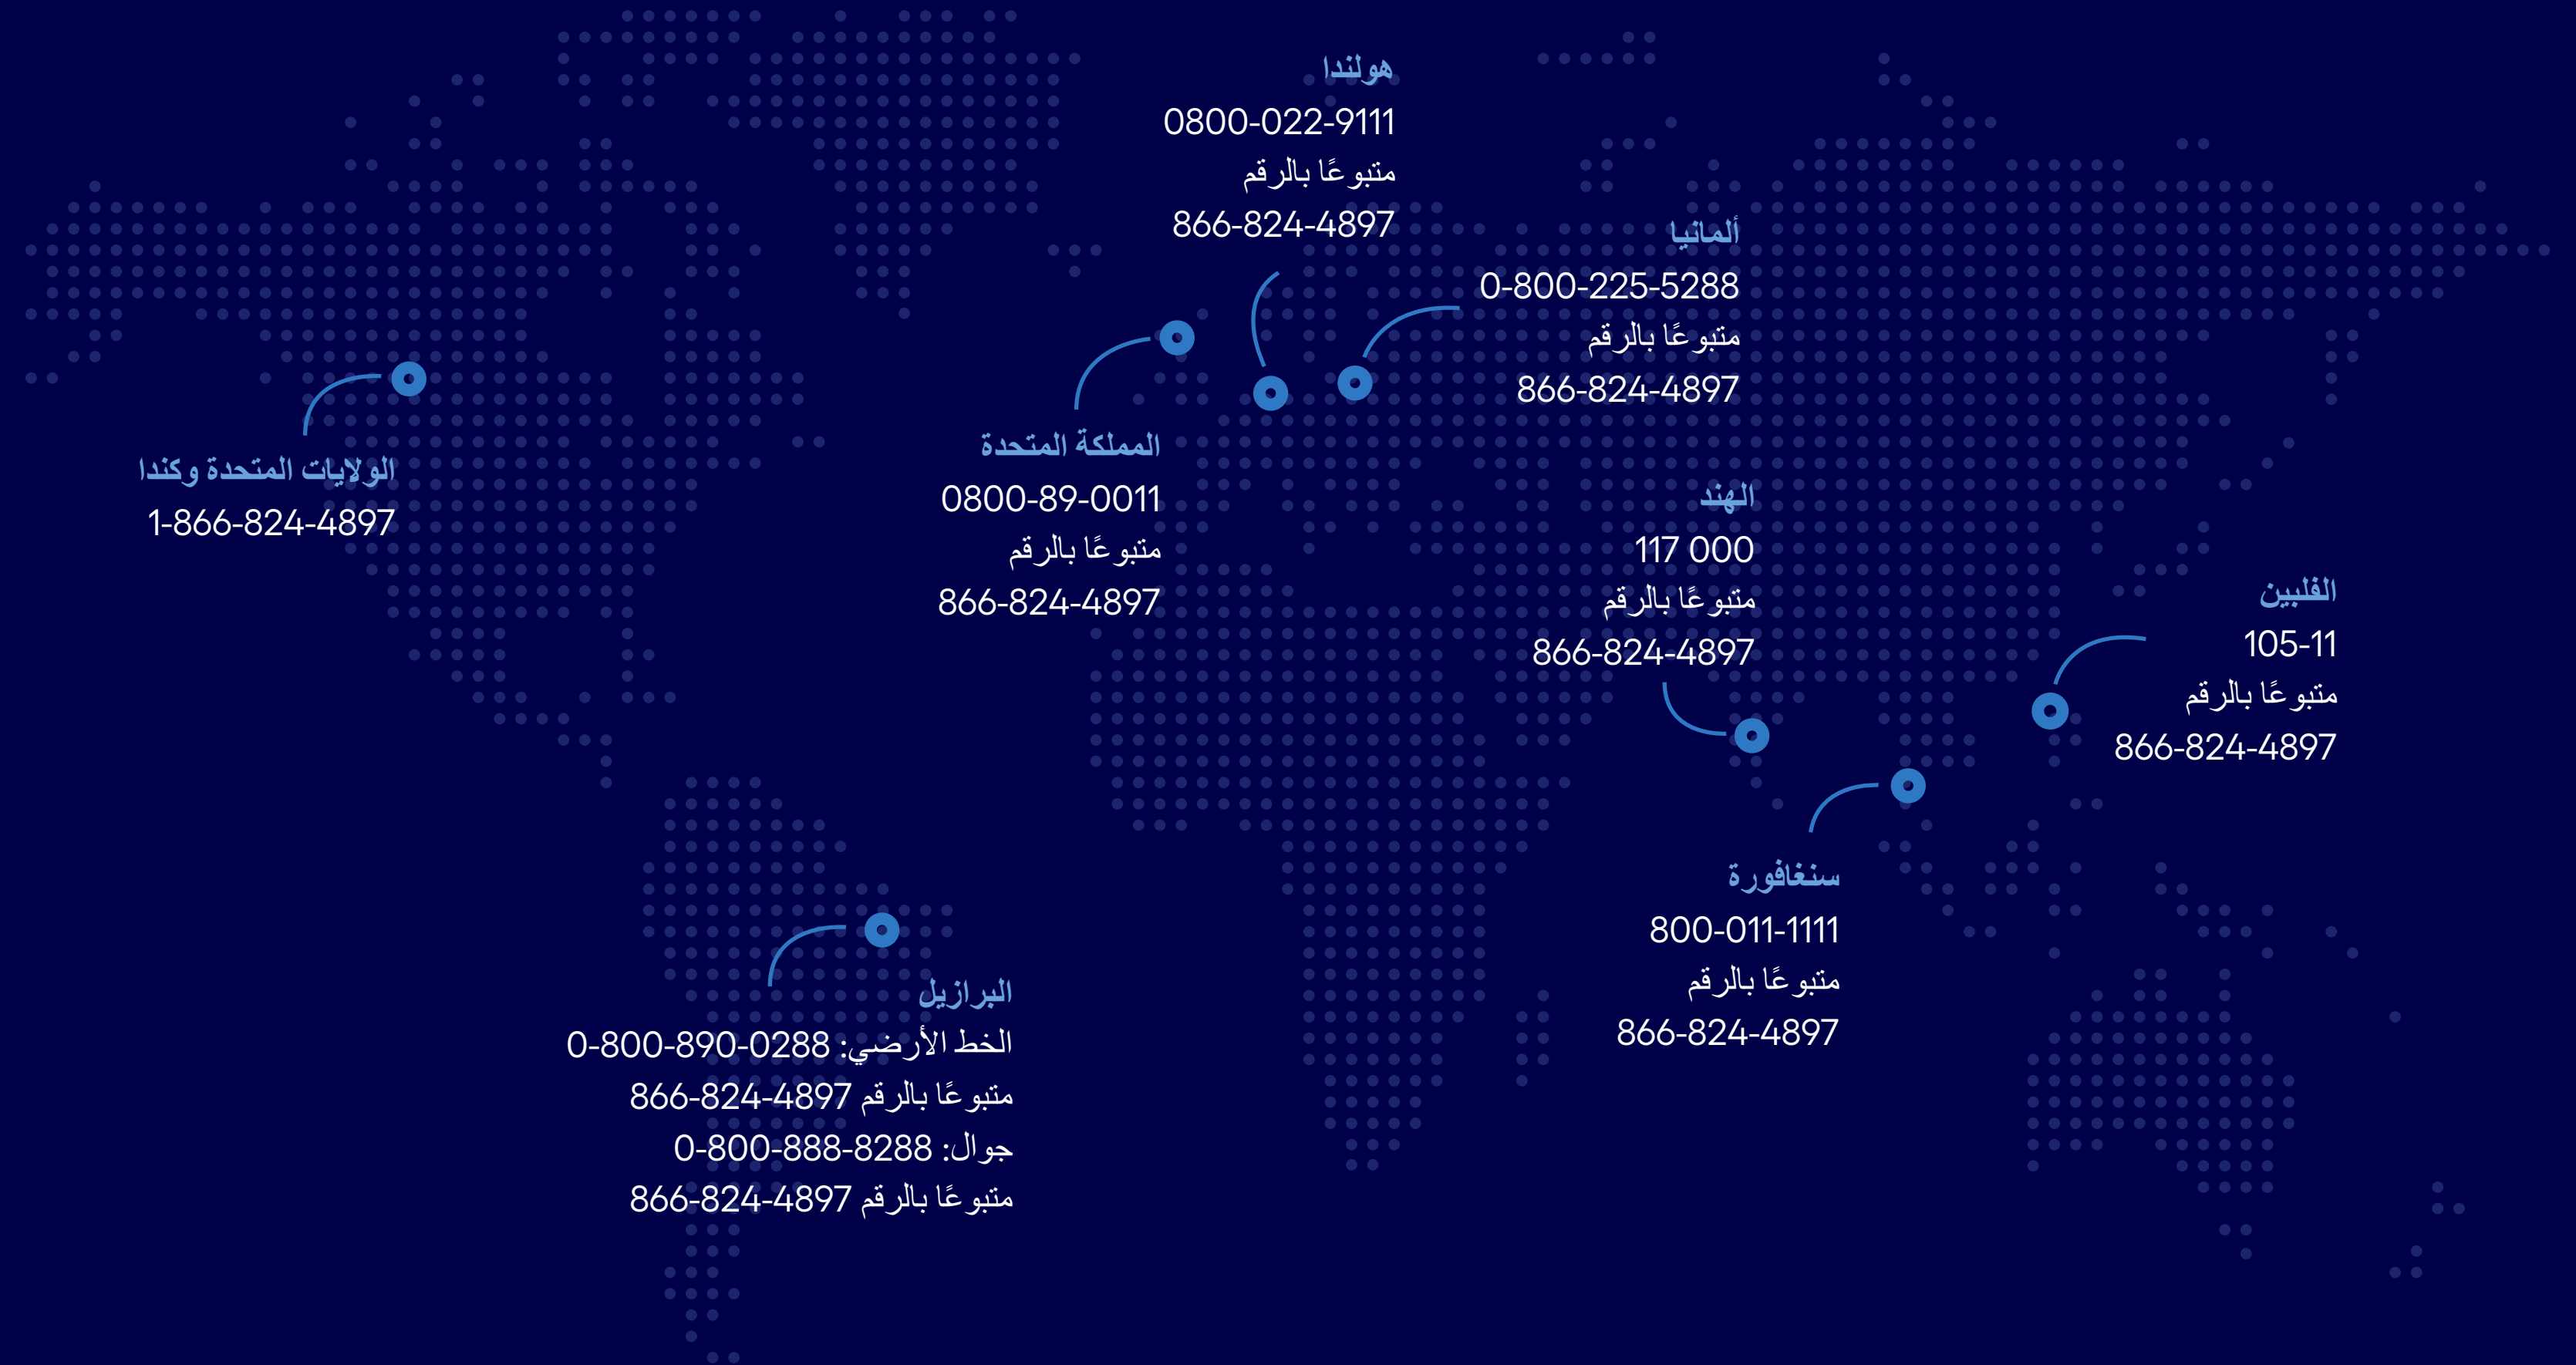 هولندا
0800-022-9111
متبوعًا بالرقم
866-824-4897
ألمانيا
0-800-225-5288
متبوعًا بالرقم
866-824-4897
المملكة المتحدة
0800-89-0011
متبوعًا بالرقم
866-824-4897
الولايات المتحدة وكندا
1-866-824-4897
الهند
117 000
متبوعًا بالرقم
866-824-4897
الفلبين
105-11
متبوعًا بالرقم
866-824-4897
سنغافورة
800-011-1111
متبوعًا بالرقم
866-824-4897
البرازيل
الخط الأرضي: 0-800-890-0288
متبوعًا بالرقم 866-824-4897
جوال: 0-800-888-8288
متبوعًا بالرقم 866-824-4897